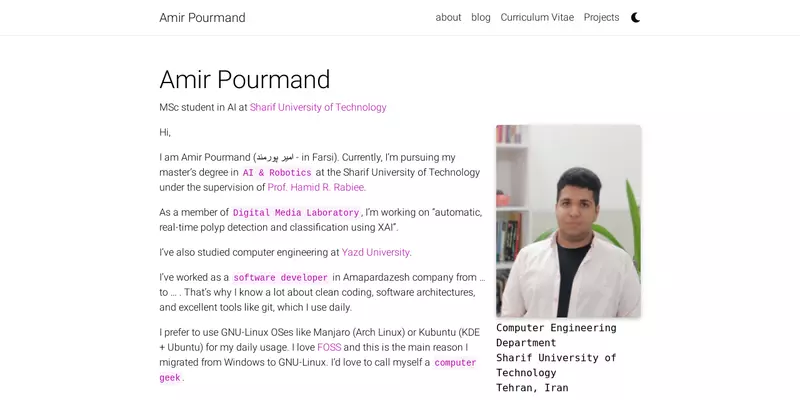 Amir Pourmand
about blog Curriculum Vitae Projects
Amir Pourmand
MSc student in AI at Sharif University of Technology
Hi,
I am Amir Pourmand (امیر پورمند - in Farsi). Currently, I'm pursuing my
master's degree in AI & Robotics at the Sharif University of Technology
under the supervision of Prof. Hamid R. Rabiee.
As a member of Digital Media Laboratory, I'm working on “automatic,
real-time polyp detection and classification using XAI”.
I've also studied computer engineering at Yazd University.
I've worked as a software developer in Amapardazesh company from …
to … . That's why I know a lot about clean coding, software architectures,
and excellent tools like git, which I use daily.
I prefer to use GNU-Linux OSes like Manjaro (Arch Linux) or Kubuntu (KDE
+ Ubuntu) for my daily usage. I love FOSS and this is the main reason I
migrated from Windows to GNU-Linux. I'd love to call myself a computer
geek.
Computer Engineering
Department
Sharif University of
Technology
Tehran, Iran